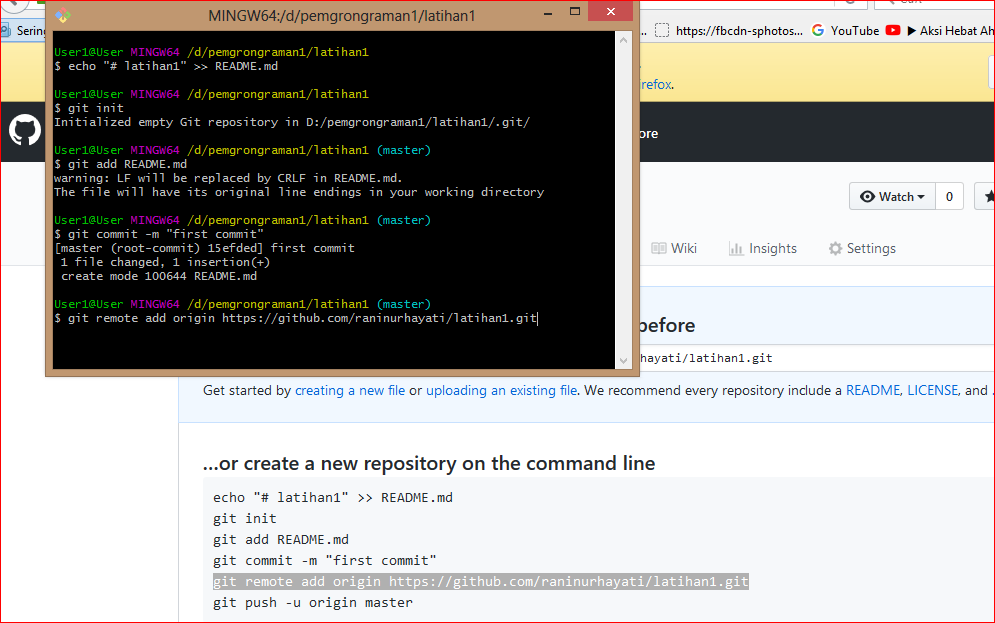 MINGW64:/d/pemgrongraman1/latihan1
User1@User MINGW64 /d/pemgrongraman1/latihan1
$ echo "# latihan1" >> README.md
User1@User MINGW64 /d/pemgrongraman1/latihan1
$ git init
Initialized empty Git repository in D:/pemgrongraman1/latihan1/.git/
User1@User MINGW64 /d/pemgrongraman1/latihan1 (master)
$ git add README.md
warning: LF will be replaced by CRLF in README.md.
The file will have its original line endings in your working directory
User1@User MINGW64 /d/pemgrongraman1/latihan1 (master)
$ git commit -m "first commit"
[master (root-commit) 15efded] first commit
1 file changed, 1 insertion(+)
create mode 100644 README.md
User1@User MINGW64 /d/pemgrongraman1/latihan1 (master)
$ git remote add origin https://github.com/raninurhayati/latihan1.git
Sering
... https://fbcdn-sphotos... YouTube Aksi Hebat Ah
irefox.
ore
Watch 0
Wiki Insights Settings
before
hayati/latihan1.git
Get started by creating a new file or uploading an existing file. We recommend every repository include a README, LICENSE, and .
...or create a new repository on the command line
echo "# latihan1" >> README.md
git init
git add README.md
git commit -m "first commit"
git remote add origin https://github.com/raninurhayati/latihan1.git
git push -u origin master